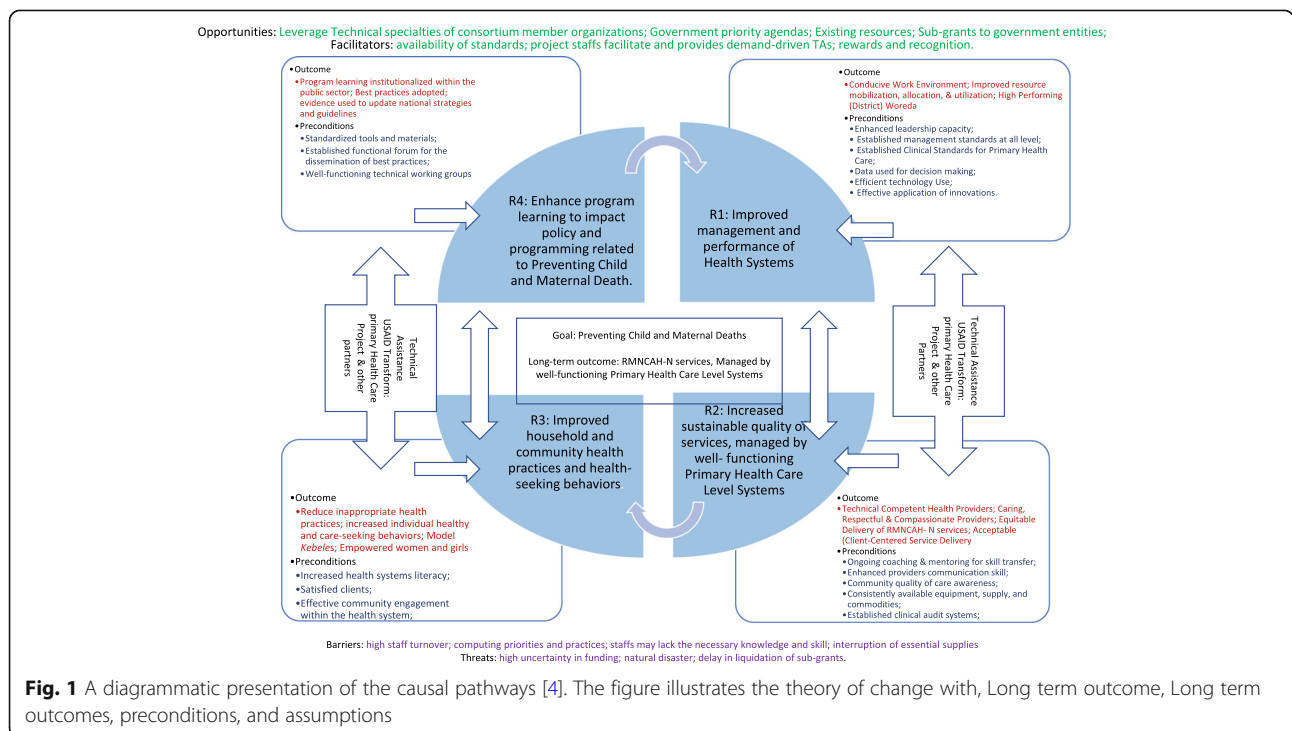 Opportunities: Leverage Technical specialties of consortium member organizations; Government priority agendas; Existing resources; Sub-grants to government entities;
Facilitators: availability of standards; project staffs facilitate and provides demand-driven TAs; rewards and recognition.
•Outcome
•Program learning institutionalized within the
public sector; Best practices adopted;
evidence used to update national strategies
and guidelines
•Preconditions
•Standardized tools and materials;
•Established functional forum for the
dissemination of best practices;
•Well-functioning technical working groups
•Outcome
•Conducive Work Environment; Improved resource
mobilization, allocation, & utilization; High Performing
(District) Woreda
•Preconditions
•Enhanced leadership capacity;
• Established management standards at all level;
•Established Clinical Standards for Primary Health
Care;
•Data used for decision making;
•Efficient technology Use;
• Effective application of innovations.
R4: Enhance program
learning to impact
policy and
programming related
to Preventing Child
and Maternal Death.
R1: Improved
management and
performance of
Health Systems
Technical
Assistance
USAID Transform:
primary Health Care
Project & other
partners
Goal: Preventing Child and Maternal Deaths
Long-term outcome: RMNCAH-N services, Managed by
well-functioning Primary Health Care Level Systems
Technical Assistance
USAID Transform:
primary Health Care
Project & other
Partners
R3: Improved
household and
community health
practices and health-
seeking behaviors.
R2: Increased
sustainable quality of
services, managed by
well- functioning
Primary Health Care
Level Systems
•Outcome
•Reduce inappropriate health
practices; increased individual healthy
and care-seeking behaviors; Model
Kebeles; Empowered women and girls
•Preconditions
•Increased health systems literacy;
•Satisfied clients;
•Effective community engagement
within the health system;
•Outcome
•Technical Competent Health Providers; Caring,
Respectful & Compassionate Providers; Equitable
Delivery of RMNCAH- N services; Acceptable
(Client-Centered Service Delivery
•Preconditions
•Ongoing coaching & mentoring for skill transfer;
•Enhanced providers communication skill;
•Community quality of care awareness;
•Consistently available equipment, supply, and
commodities;
•Established clinical audit systems;
Barriers: high staff turnover; computing priorities and practices; staffs may lack the necessary knowledge and skill; interruption of essential supplies
Threats: high uncertainty in funding; natural disaster; delay in liquidation of sub-grants.
Fig. 1 A diagrammatic presentation of the causal pathways [4]. The figure illustrates the theory of change with, Long term outcome, Long term
outcomes, preconditions, and assumptions